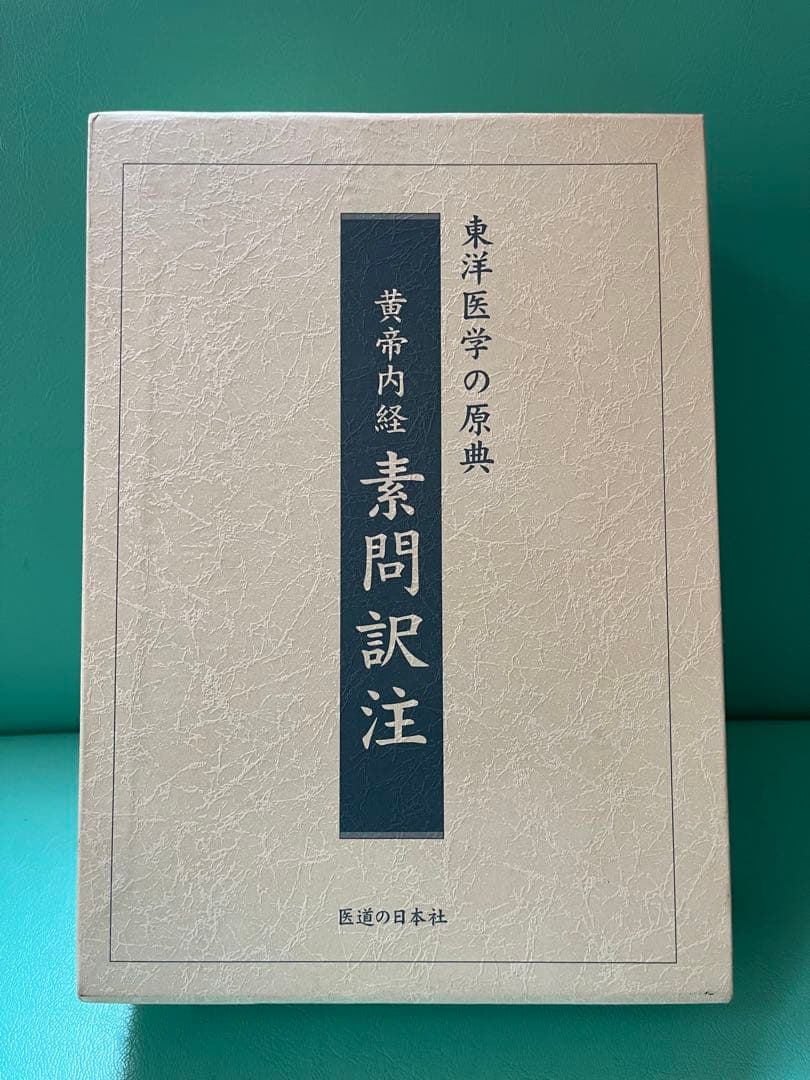 東洋医学の原典
黄帝内経 素問訳注
医道の日本社